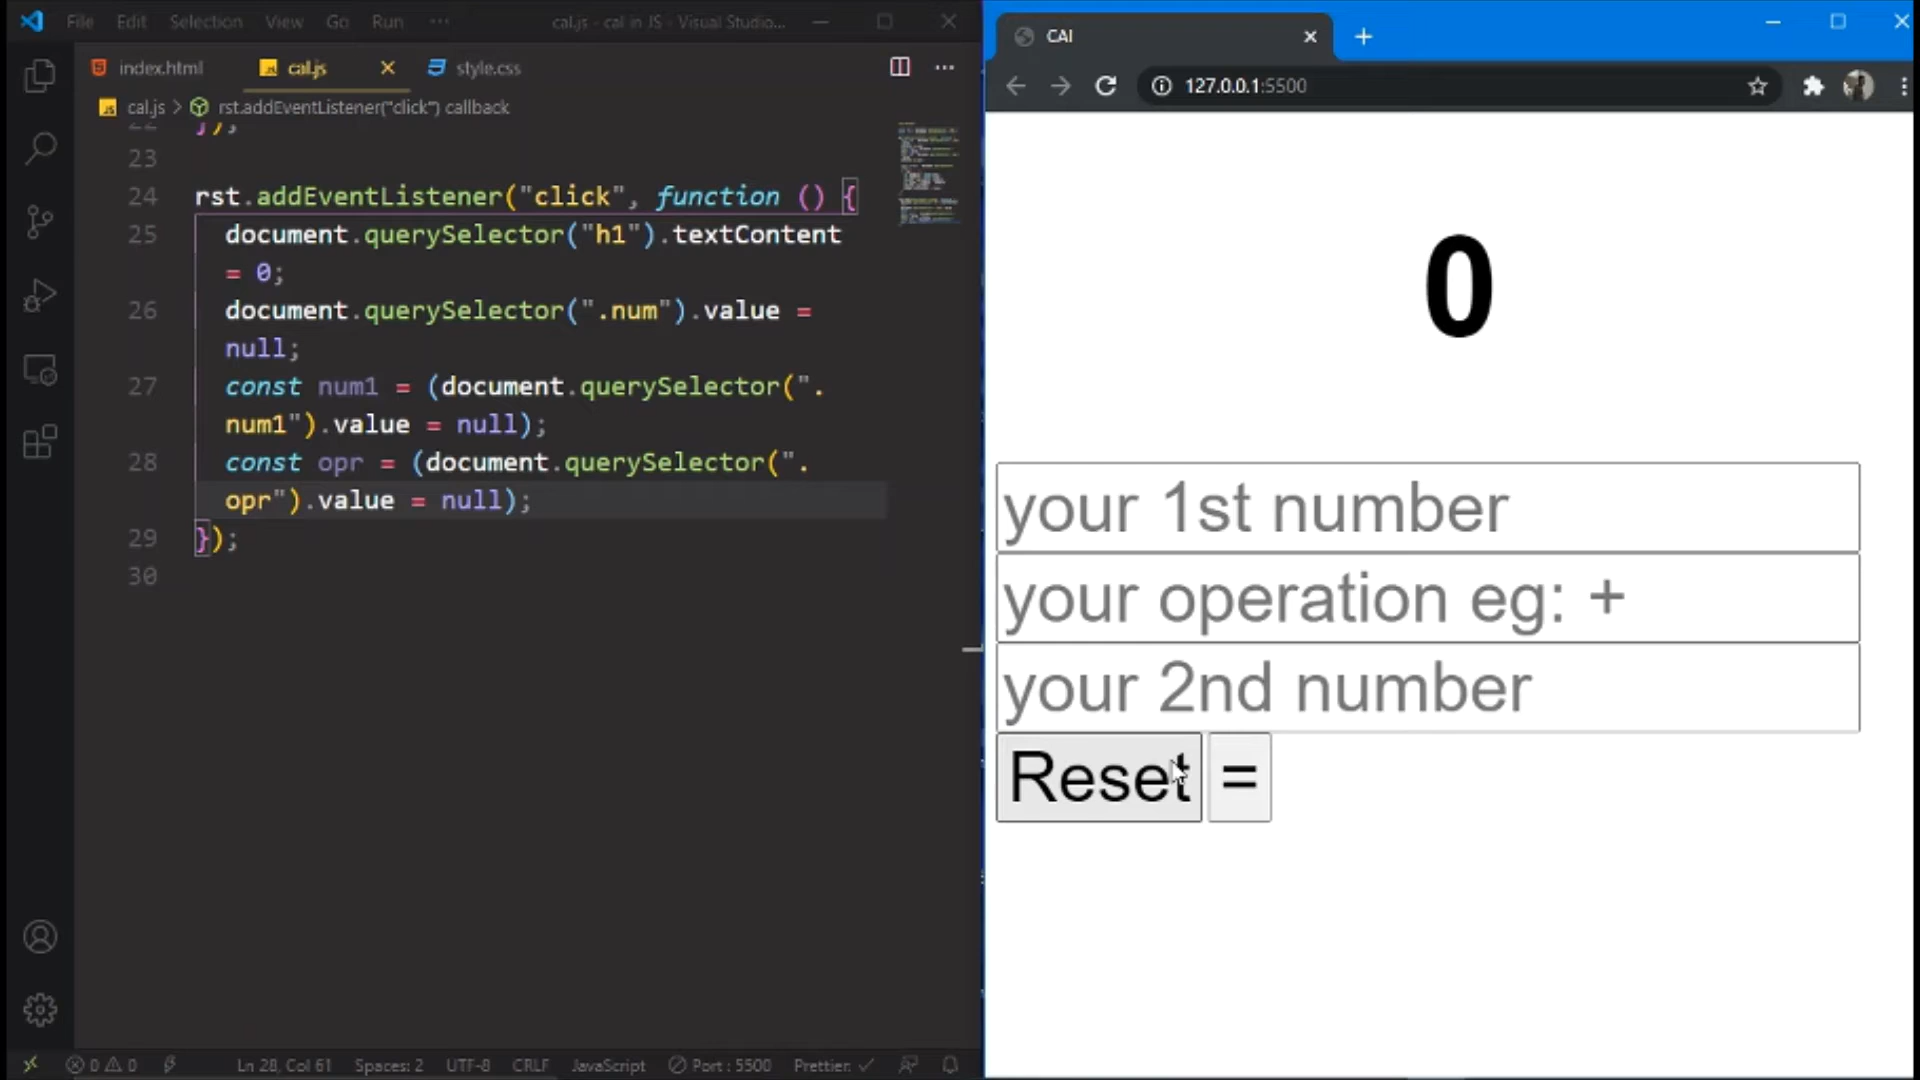 File Edit Selection View Go Run ···
cal.js - cal in JS - Visual Studio...
index.html
cal.js
style.css
cal.js > rst.addEventListener("click") callback
22 });
23
24 rst.addEventListener("click", function () {
25 document.querySelector("h1").textContent
= 0;
26 document.querySelector(".num").value =
null;
27 const num1 = (document.querySelector(".
num1").value = null);
28 const opr = (document.querySelector(".
opr").value = null);
29 });
30
0 0 Ln 28, Col 61 Spaces: 2 UTF-8 CRLF JavaScript Port : 5500 Prettier: ✓
CAl
127.0.0.1:5500
0
your 1st number
your operation eg: +
your 2nd number
Reset =